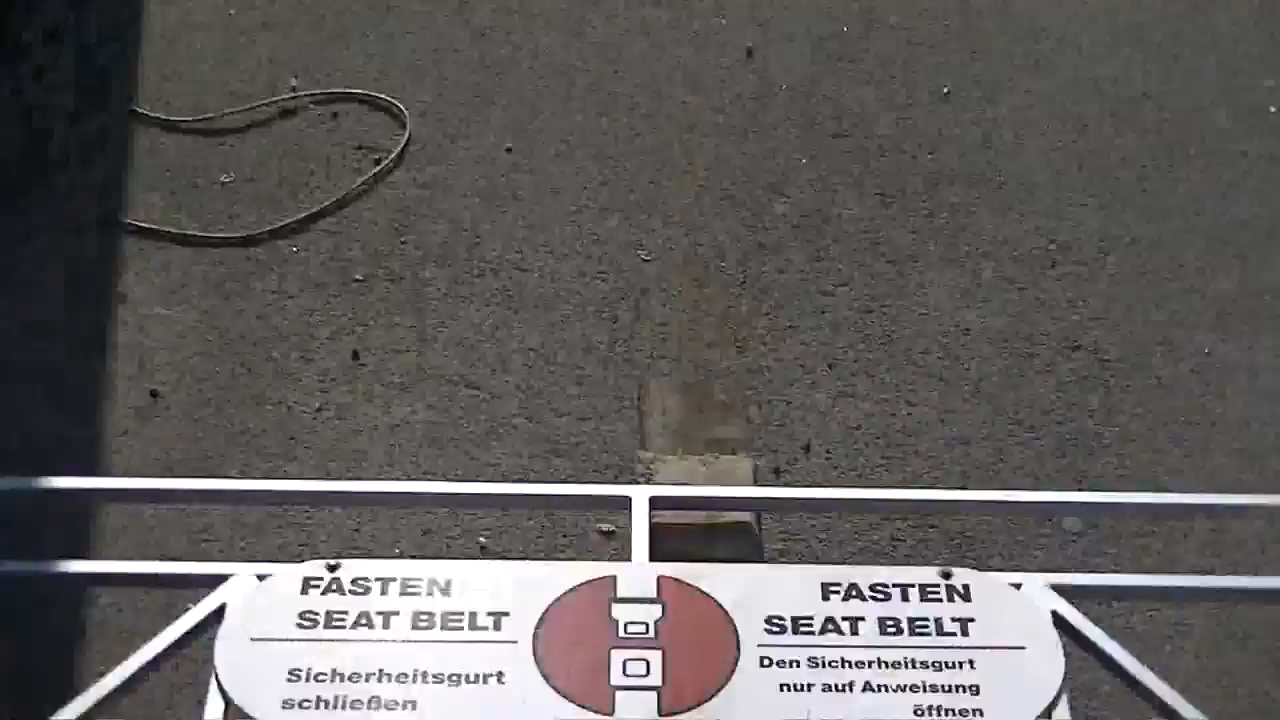 FASTEN
SEAT BELT
Sicherheitsgurt
schließen
FASTEN
SEAT BELT
Den Sicherheitsgurt
nur auf Anweisung
öffnen